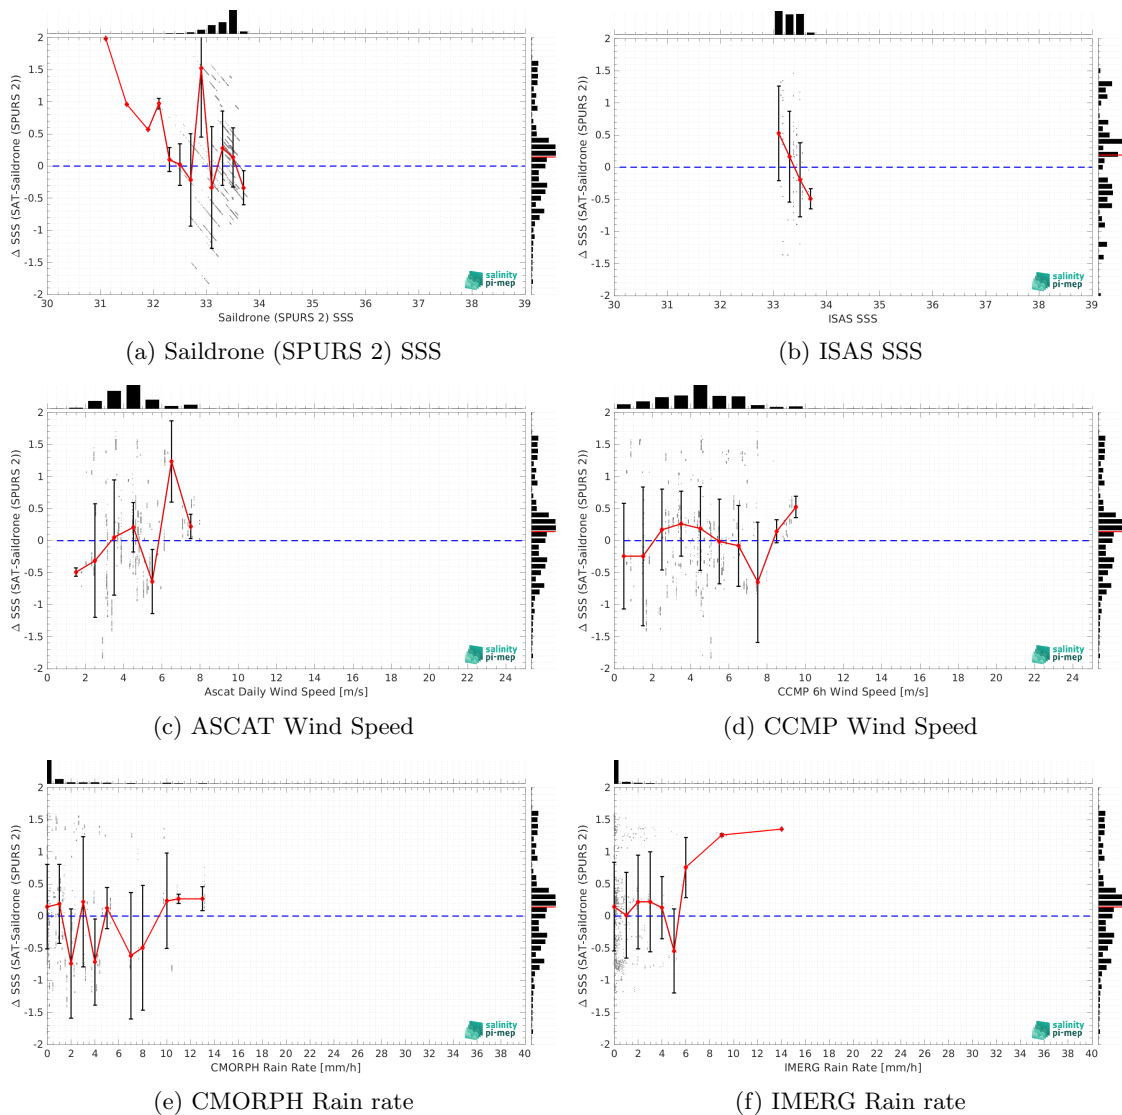 2
1.5
1
0.5
0
-0.5
-1
-1.5
-2
Δ SSS (SAT-Saildrone (SPURS 2))
30 31 32 33 34 35 36 37 38 39
Saildrone (SPURS 2) SSS
salinity
pi-mep
(a) Saildrone (SPURS 2) SSS
2
1.5
1
0.5
0
-0.5
-1
-1.5
-2
Δ SSS (SAT-Saildrone (SPURS 2))
30 31 32 33 34 35 36 37 38 39
ISAS SSS
salinity
pi-mep
(b) ISAS SSS
2
1.5
1
0.5
0
-0.5
-1
-1.5
-2
Δ SSS (SAT-Saildrone (SPURS 2))
0 2 4 6 8 10 12 14 16 18 20 22 24
Ascat Daily Wind Speed [m/s]
salinity
pi-mep
(c) ASCAT Wind Speed
2
1.5
1
0.5
0
-0.5
-1
-1.5
-2
Δ SSS (SAT-Saildrone (SPURS 2))
0 2 4 6 8 10 12 14 16 18 20 22 24
CCMP 6h Wind Speed [m/s]
salinity
pi-mep
(d) CCMP Wind Speed
2
1.5
1
0.5
0
-0.5
-1
-1.5
-2
Δ SSS (SAT-Saildrone (SPURS 2))
0 2 4 6 8 10 12 14 16 18 20 22 24 26 28 30 32 34 36 38 40
CMORPH Rain Rate [mm/h]
salinity
pi-mep
(e) CMORPH Rain rate
2
1.5
1
0.5
0
-0.5
-1
-1.5
-2
Δ SSS (SAT-Saildrone (SPURS 2))
0 2 4 6 8 10 12 14 16 18 20 22 24 26 28 30 32 34 36 38 40
IMERG Rain Rate [mm/h]
salinity
pi-mep
(f) IMERG Rain rate